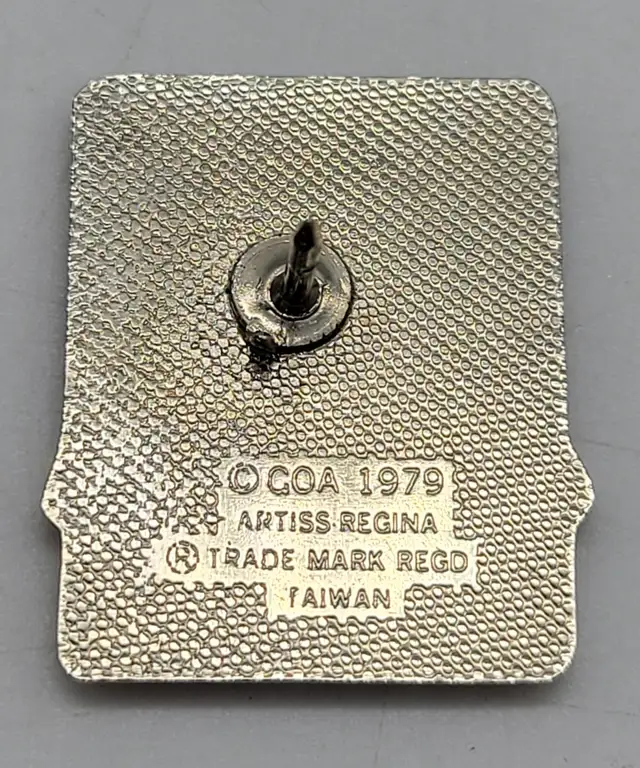 © COA 1979
ARTISS·REGINA
® TRADE MARK REGD
TAIWAN